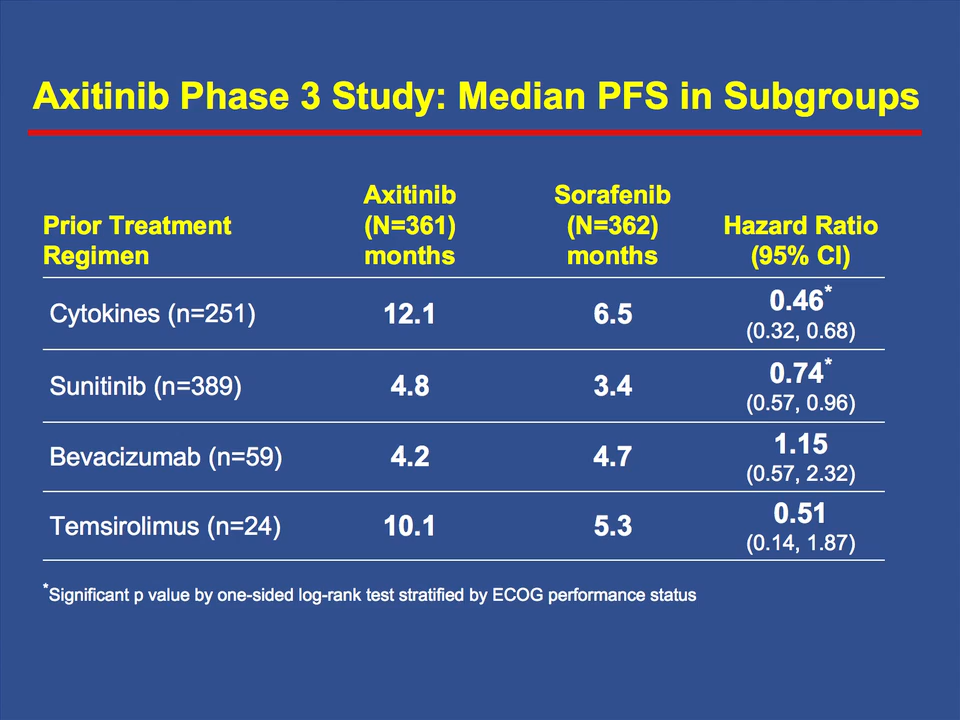 Axitinib Phase 3 Study: Median PFS in Subgroups
Prior Treatment
Regimen
Axitinib
(N=361)
months
Sorafenib
(N=362)
months
Hazard Ratio
(95% CI)
Cytokines (n=251)
12.1
6.5
0.46*
(0.32, 0.68)
Sunitinib (n=389)
4.8
3.4
0.74*
(0.57, 0.96)
Bevacizumab (n=59)
4.2
4.7
1.15
(0.57, 2.32)
Temsirolimus (n=24)
10.1
5.3
0.51
(0.14, 1.87)
*Significant p value by one-sided log-rank test stratified by ECOG performance status